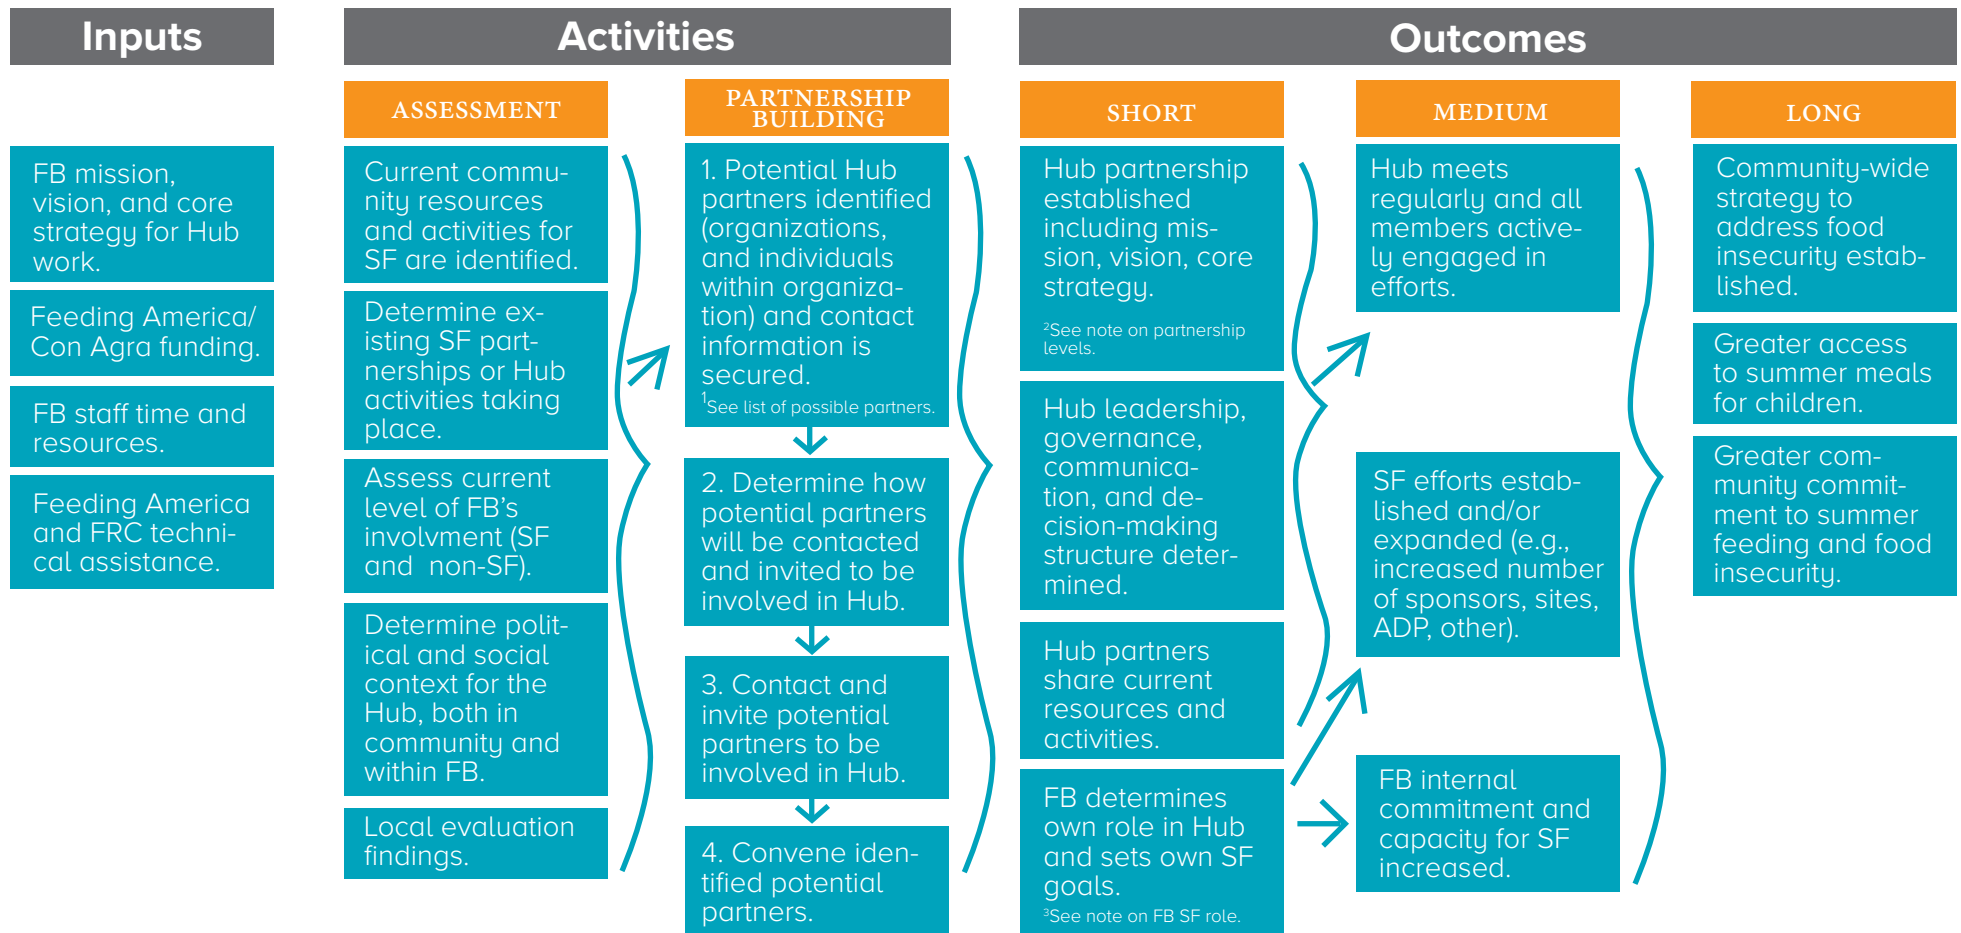 Inputs
Activities
Outcomes
ASSESSMENT
PARTNERSHIP
BUILDING
SHORT
MEDIUM
LONG
FB mission,
vision, and core
strategy for Hub
work.
Feeding America/
Con Agra funding.
FB staff time and
resources.
Feeding America
and FRC techni-
cal assistance.
Current commu-
nity resources
and activities for
SF are identified.
Determine ex-
isting SF part-
nerships or Hub
activities taking
place.
Assess current
level of FB’s
involvment (SF
and non-SF).
Determine polit-
ical and social
context for the
Hub, both in
community and
within FB.
Local evaluation
findings.
1. Potential Hub
partners identified
(organizations,
and individuals
within organiza-
tion) and contact
information is
secured.
1See list of possible partners.
2. Determine how
potential partners
will be contacted
and invited to be
involved in Hub.
3. Contact and
invite potential
partners to be
involved in Hub.
4. Convene iden-
tified potential
partners.
Hub partnership
established
including mis-
sion, vision, core
strategy.
2See note on partnership
levels.
Hub leadership,
governance,
communica-
tion, and de-
cision-making
structure deter-
mined.
Hub partners
share current
resources and
activities.
FB determines
own role in Hub
and sets own SF
goals.
3See note on FB SF role.
Hub meets
regularly and all
members active-
ly engaged in
efforts.
SF efforts estab-
lished and/or
expanded (e.g.,
increased number
of sponsors, sites,
ADP, other).
FB internal
commitment and
capacity for SF
increased.
Community-wide
strategy to
address food
insecurity estab-
lished.
Greater access
to summer meals
for children.
Greater com-
munity commit-
ment to summer
feeding and food
insecurity.